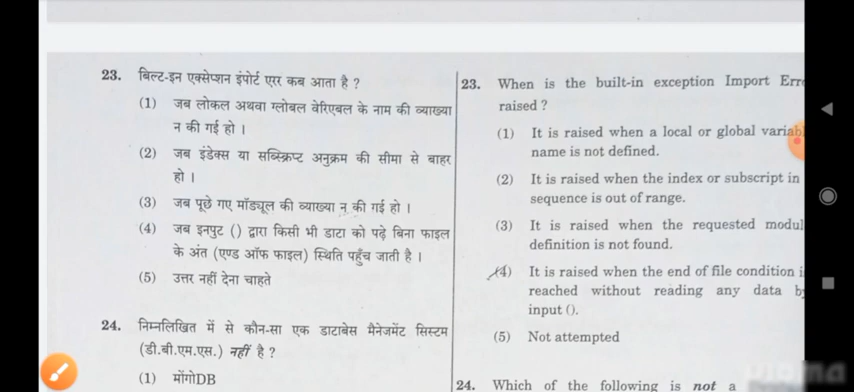 23. बिल्ट-इन एक्सेप्शन इंपोर्ट एरर कब आता है ?
(1) जब लोकल अथवा ग्लोबल वेरिएबल के नाम की व्याख्या
न की गई हो ।
(2) जब इंडेक्स या सब्स्क्रिप्ट अनुक्रम की सीमा से बाहर
हो ।
(3) जब पूछे गए मॉड्यूल की व्याख्या न की गई हो ।
(4) जब इनपुट () द्वारा किसी भी डाटा को पढ़े बिना फाइल
के अंत (एण्ड ऑफ फाइल) स्थिति पहुँच जाती है ।
(5) उत्तर नहीं देना चाहते
24. निम्नलिखित में से कौन-सा एक डाटाबेस मैनेजमेंट सिस्टम
(डी.बी.एम.एस.) नहीं है ?
(1) मोंगोDB
23. When is the built-in exception Import Erro
raised ?
(1) It is raised when a local or global variab
name is not defined.
(2) It is raised when the index or subscript in
sequence is out of range.
(3) It is raised when the requested modul
definition is not found.
(4) It is raised when the end of file condition i
reached without reading any data b
input ().
(5) Not attempted
24. Which of the following is not a